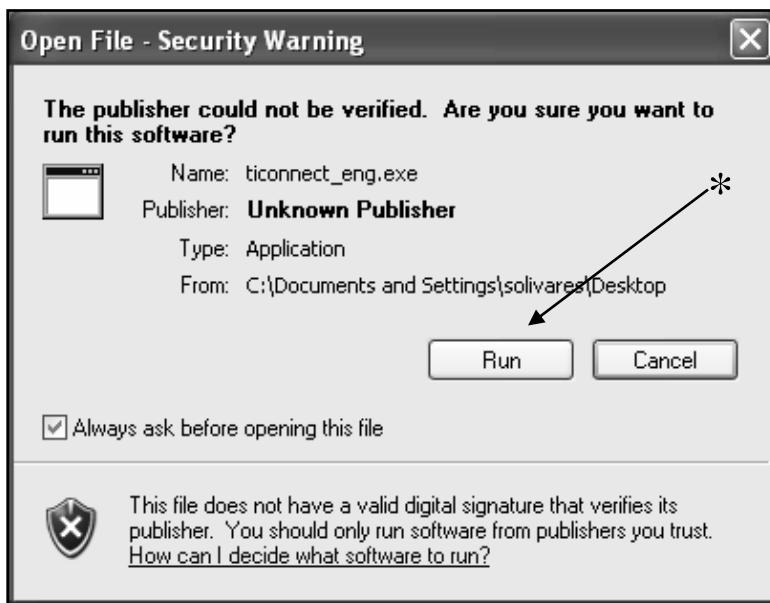 Open File - Security Warning
The publisher could not be verified. Are you sure you want to
run this software?
Name: ticonnect_eng.exe
Publisher: Unknown Publisher
Type: Application
From: C:\Documents and Settings\solivares\Desktop
*
Run Cancel
Always ask before opening this file
This file does not have a valid digital signature that verifies its
publisher. You should only run software from publishers you trust.
How can I decide what software to run?